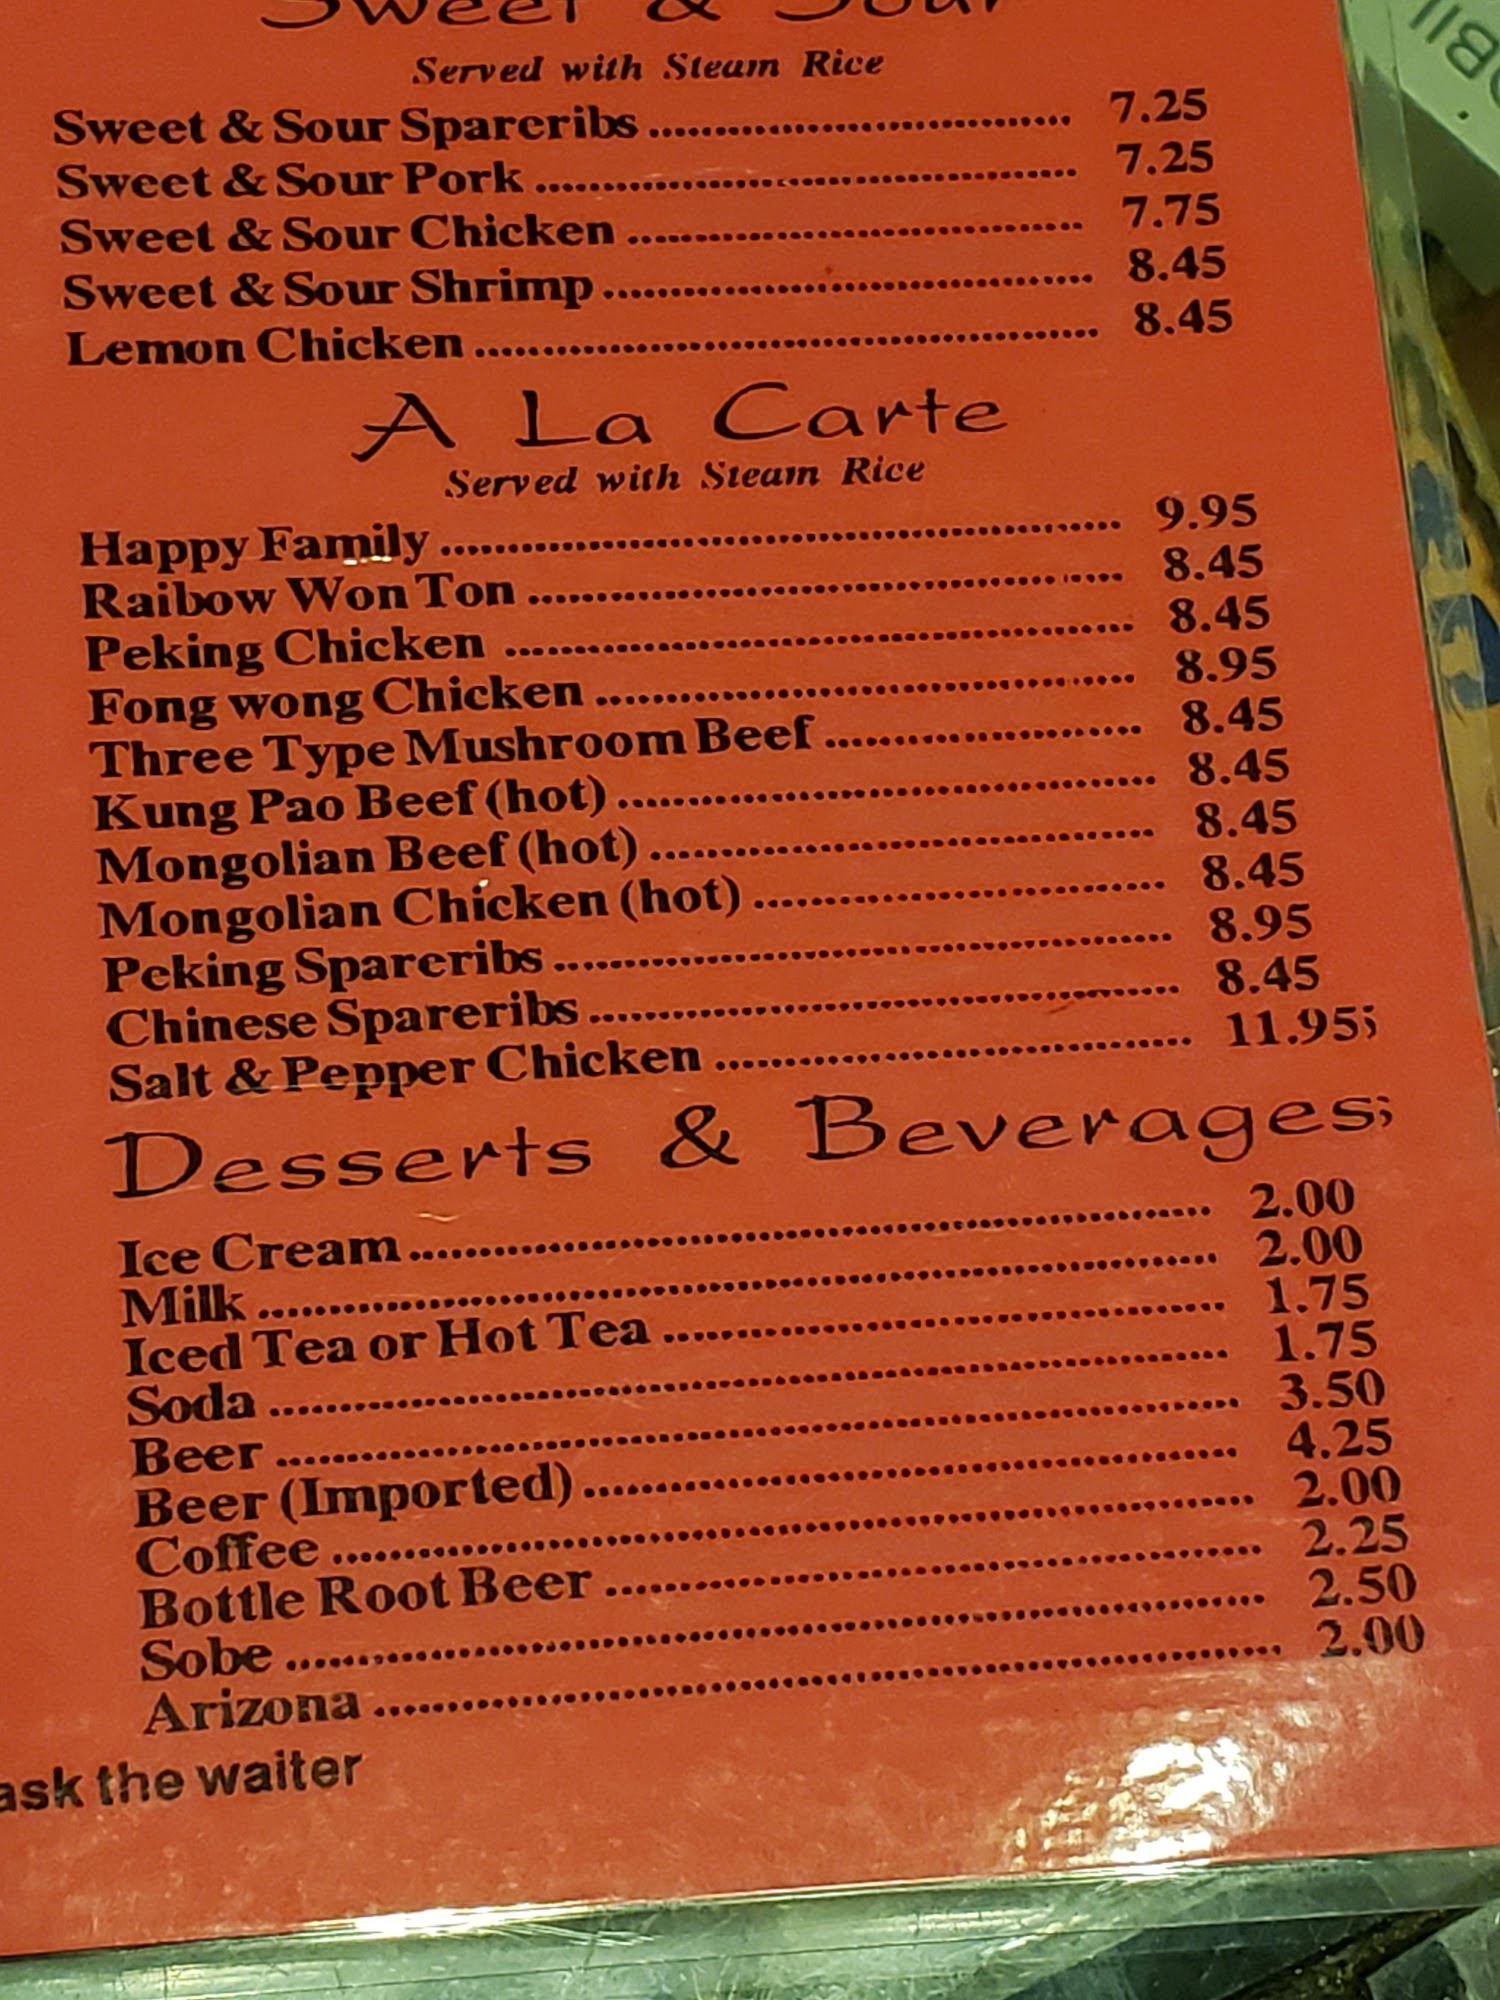 Sweet & Sour
Served with Steam Rice
Sweet & Sour Spareribs 7.25
Sweet & Sour Pork 7.25
Sweet & Sour Chicken 7.75
Sweet & Sour Shrimp 8.45
Lemon Chicken 8.45
A La Carte
Served with Steam Rice
Happy Family 9.95
Raibow Won Ton 8.45
Peking Chicken 8.45
Fong wong Chicken 8.95
Three Type Mushroom Beef 8.45
Kung Pao Beef (hot) 8.45
Mongolian Beef (hot) 8.45
Mongolian Chicken (hot) 8.45
Peking Spareribs 8.95
Chinese Spareribs 8.45
Salt & Pepper Chicken 11.95;
Desserts & Beverages;
Ice Cream 2.00
Milk 2.00
Iced Tea or Hot Tea 1.75
Soda 1.75
Beer 3.50
Beer (Imported) 4.25
Coffee 2.00
Bottle Root Beer 2.25
Sobe 2.50
Arizona 2.00
ask the waiter